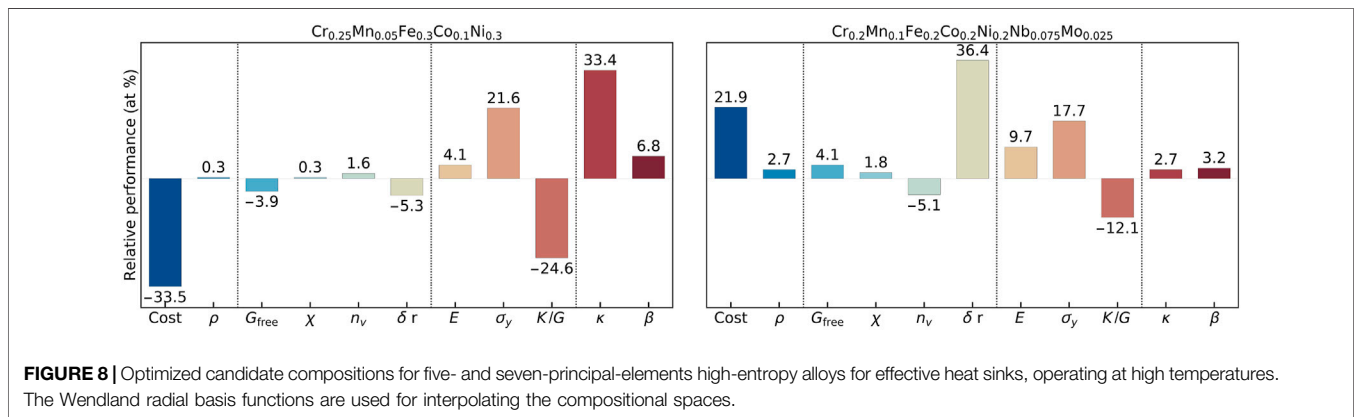 Cr0.25Mn0.05Fe0.3Co0.1Ni0.3
Relative performance (at %)
−33.5 0.3 −3.9 0.3 1.6 −5.3 4.1 21.6 −24.6 33.4 6.8
Cost ρ Gfree χ nv δ r E σy K/G κ β
Cr0.2Mn0.1Fe0.2Co0.2Ni0.2Nb0.075Mo0.025
21.9 2.7 4.1 1.8 −5.1 36.4 9.7 17.7 −12.1 2.7 3.2
Cost ρ Gfree χ nv δ r E σy K/G κ β
FIGURE 8 | Optimized candidate compositions for five- and seven-principal-elements high-entropy alloys for effective heat sinks, operating at high temperatures.
The Wendland radial basis functions are used for interpolating the compositional spaces.